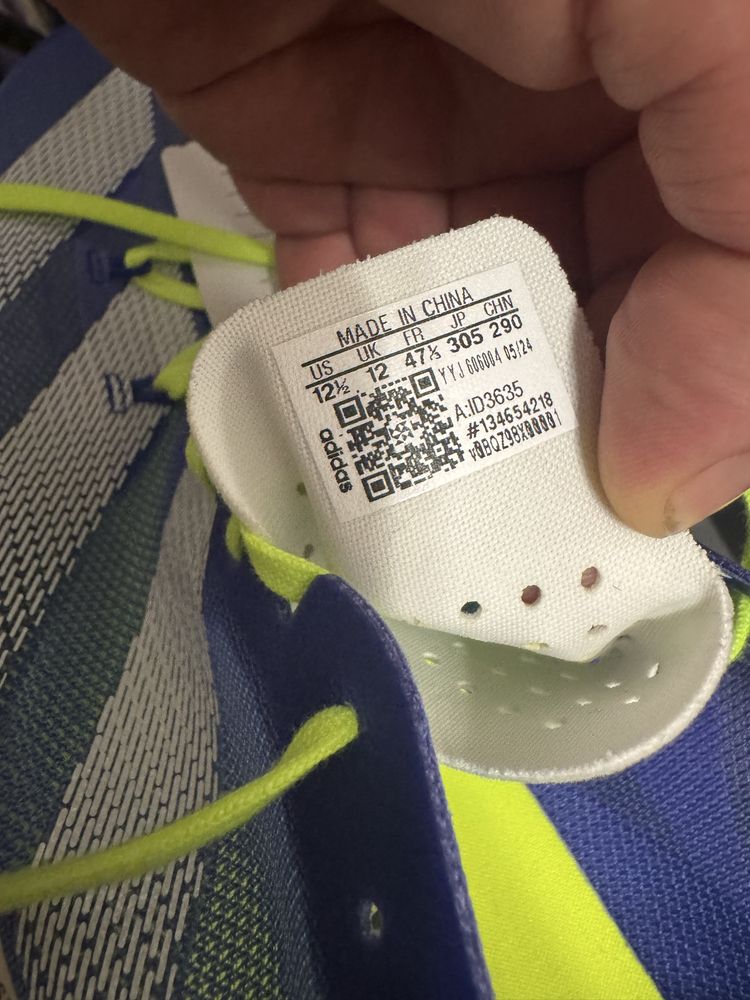 MADE IN CHINA
US UK FR JP CHN
12½ 12 47⅓ 305 290
YYJ 606004 05/24
A:ID3635
#134654218
adidas